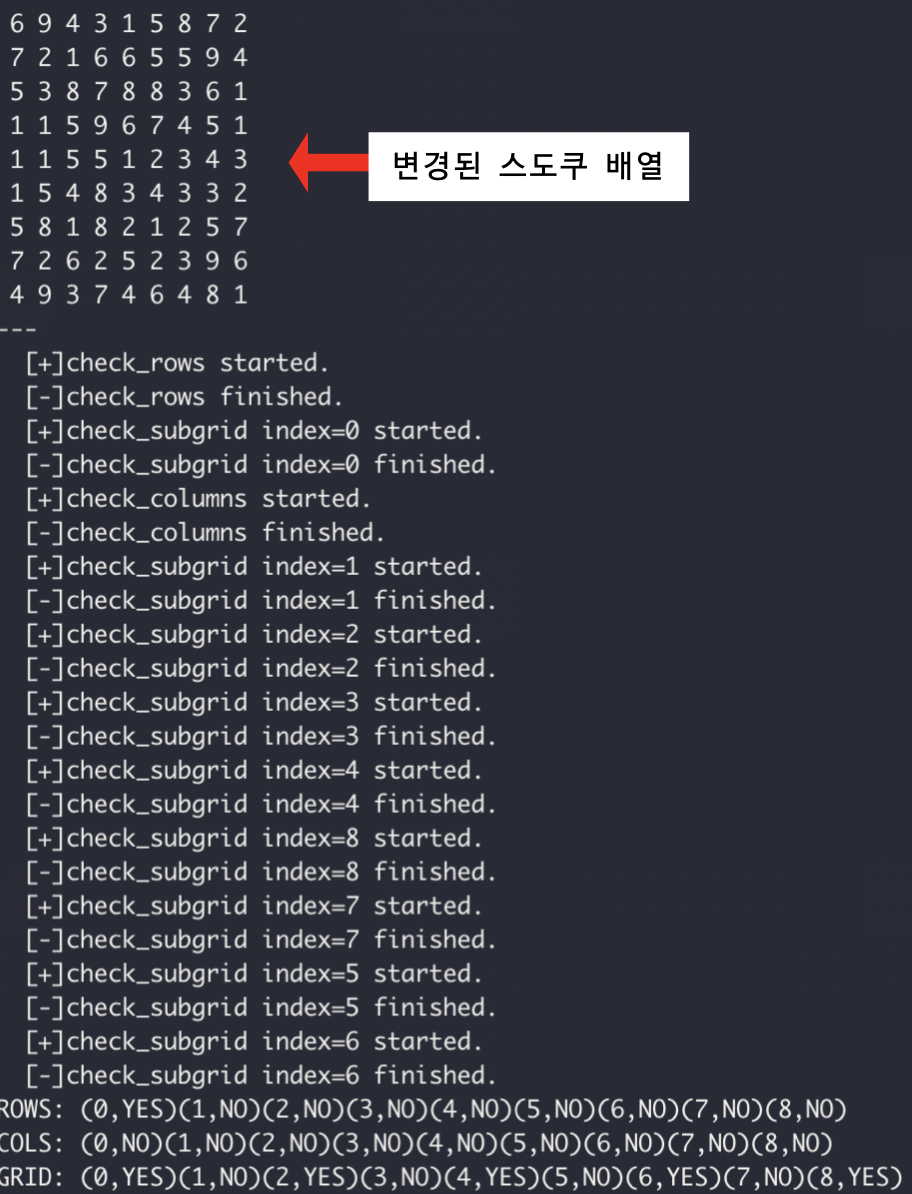 6 9 4 3 1 5 8 7 2
7 2 1 6 6 5 5 9 4
5 3 8 7 8 8 3 6 1
1 1 5 9 6 7 4 5 1
1 1 5 5 1 2 3 4 3
변경된 스도쿠 배열
1 5 4 8 3 4 3 3 2
5 8 1 8 2 1 2 5 7
7 2 6 2 5 2 3 9 6
4 9 3 7 4 6 4 8 1
---
[+]check_rows started.
[-]check_rows finished.
[+]check_subgrid index=0 started.
[-]check_subgrid index=0 finished.
[+]check_columns started.
[-]check_columns finished.
[+]check_subgrid index=1 started.
[-]check_subgrid index=1 finished.
[+]check_subgrid index=2 started.
[-]check_subgrid index=2 finished.
[+]check_subgrid index=3 started.
[-]check_subgrid index=3 finished.
[+]check_subgrid index=4 started.
[-]check_subgrid index=4 finished.
[+]check_subgrid index=8 started.
[-]check_subgrid index=8 finished.
[+]check_subgrid index=7 started.
[-]check_subgrid index=7 finished.
[+]check_subgrid index=5 started.
[-]check_subgrid index=5 finished.
[+]check_subgrid index=6 started.
[-]check_subgrid index=6 finished.
ROWS: (0,YES)(1,NO)(2,NO)(3,NO)(4,NO)(5,NO)(6,NO)(7,NO)(8,NO)
COLS: (0,NO)(1,NO)(2,NO)(3,NO)(4,NO)(5,NO)(6,NO)(7,NO)(8,NO)
GRID: (0,YES)(1,NO)(2,YES)(3,NO)(4,YES)(5,NO)(6,YES)(7,NO)(8,YES)